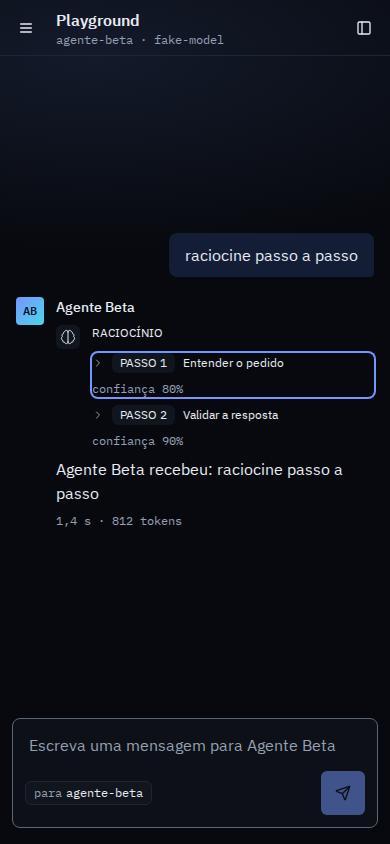 Playground
agente-beta · fake-model
raciocine passo a passo
AB
Agente Beta
RACIOCÍNIO
PASSO 1 Entender o pedido
confiança 80%
PASSO 2 Validar a resposta
confiança 90%
Agente Beta recebeu: raciocine passo a
passo
1,4 s · 812 tokens
Escreva uma mensagem para Agente Beta
para agente-beta